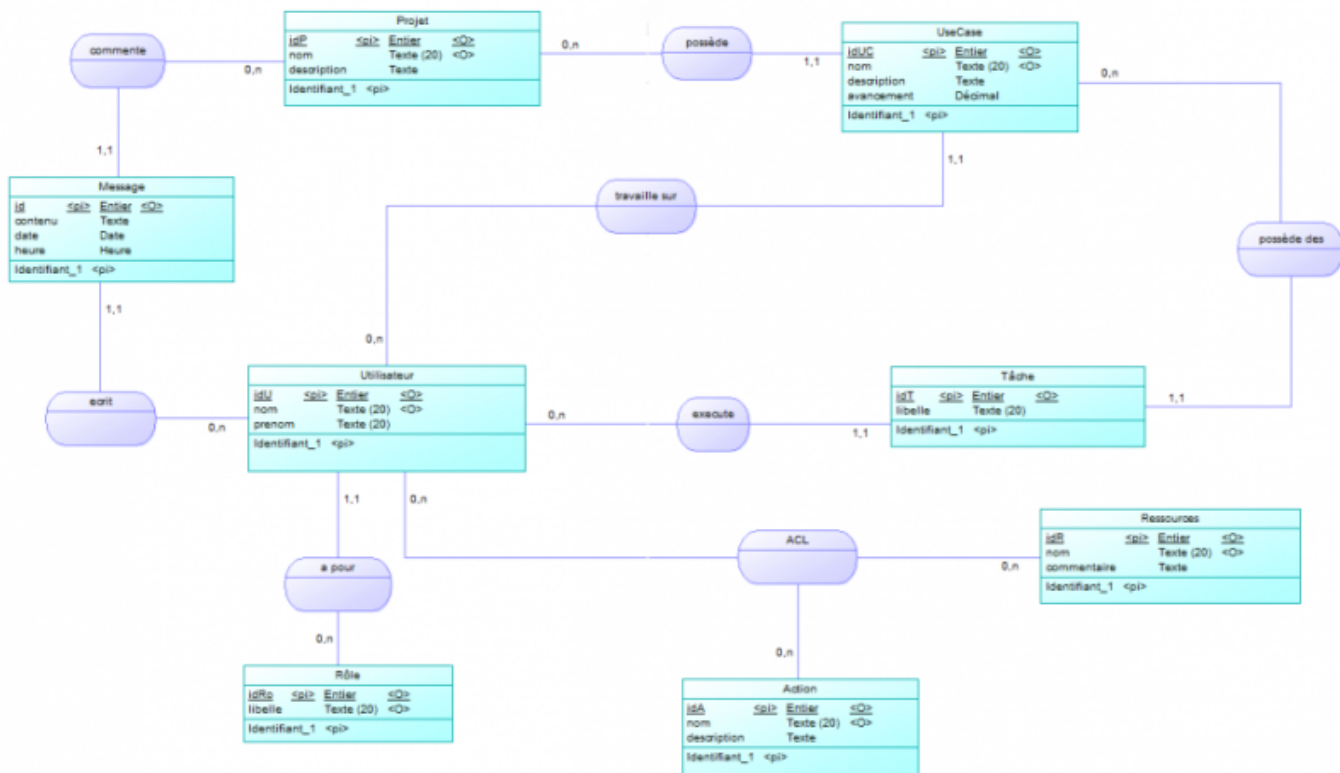 Projet
idP <pi> Entier <O>
nom Texte (20) <O>
description Texte
Identifiant_1 <pi>
commente
0,n
0,n
possède
1,1
UseCase
idUC <pi> Entier <O>
nom Texte (20) <O>
description Texte
avancement Décimal
Identifiant_1 <pi>
0,n
1,1
1,1
Message
id <pi> Entier <O>
contenu Texte
date Date
heure Heure
Identifiant_1 <pi>
travaille sur
possède des
1,1
0,n
Utilisateur
idU <pi> Entier <O>
nom Texte (20) <O>
prenom Texte (20)
Identifiant_1 <pi>
ecrit
0,n
0,n
execute
1,1
Tâche
idT <pi> Entier <O>
libelle Texte (20)
Identifiant_1 <pi>
1,1
1,1
0,n
ACL
0,n
Ressources
idR <pi> Entier <O>
nom Texte (20) <O>
commentaire Texte
Identifiant_1 <pi>
a pour
0,n
0,n
Rôle
idRo <pi> Entier <O>
libelle Texte (20) <O>
Identifiant_1 <pi>
Action
idA <pi> Entier <O>
nom Texte (20) <O>
description Texte
Identifiant_1 <pi>